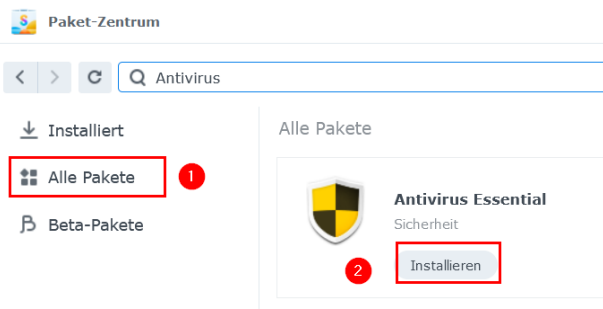 Paket-Zentrum
Antivirus
Installiert
Alle Pakete
1
Beta-Pakete
Alle Pakete
Antivirus Essential
Sicherheit
2
Installieren